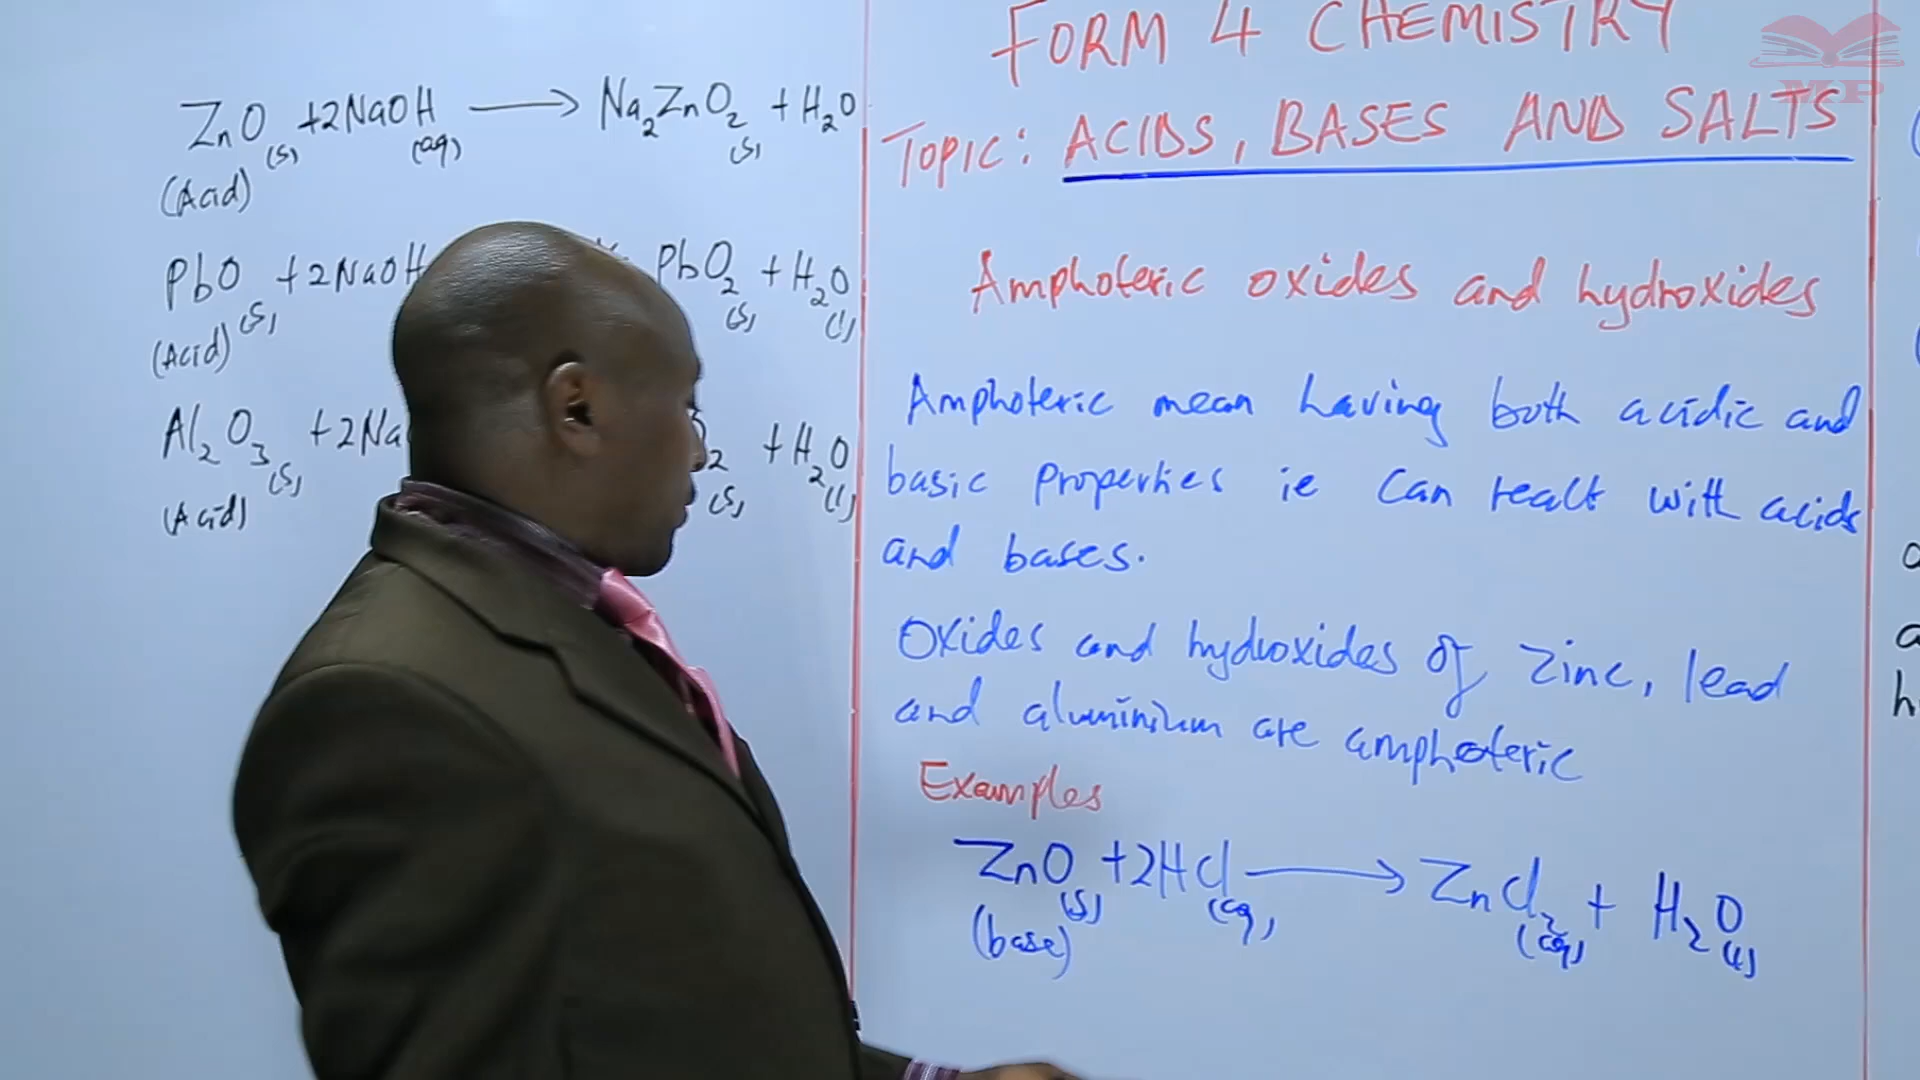 ZnO(s) + 2NaOH(aq) → Na2ZnO2(s) + H2O
(Acid)
PbO(s) + 2NaOH PbO2(s) + H2O(l)
(Acid)
Al2O3(s) + 2Na 2(s) + H2O(l)
(Acid)
FORM 4 CHEMISTRY
TOPIC: ACIDS, BASES AND SALTS
Amphoteric oxides and hydroxides
Amphoteric mean having both acidic and
basic properties ie can react with acids
and bases.
Oxides and hydroxides of zinc, lead
and aluminium are amphoteric
Examples
ZnO(s) + 2HCl(aq) → ZnCl2(aq) + H2O(l)
(base)
MP